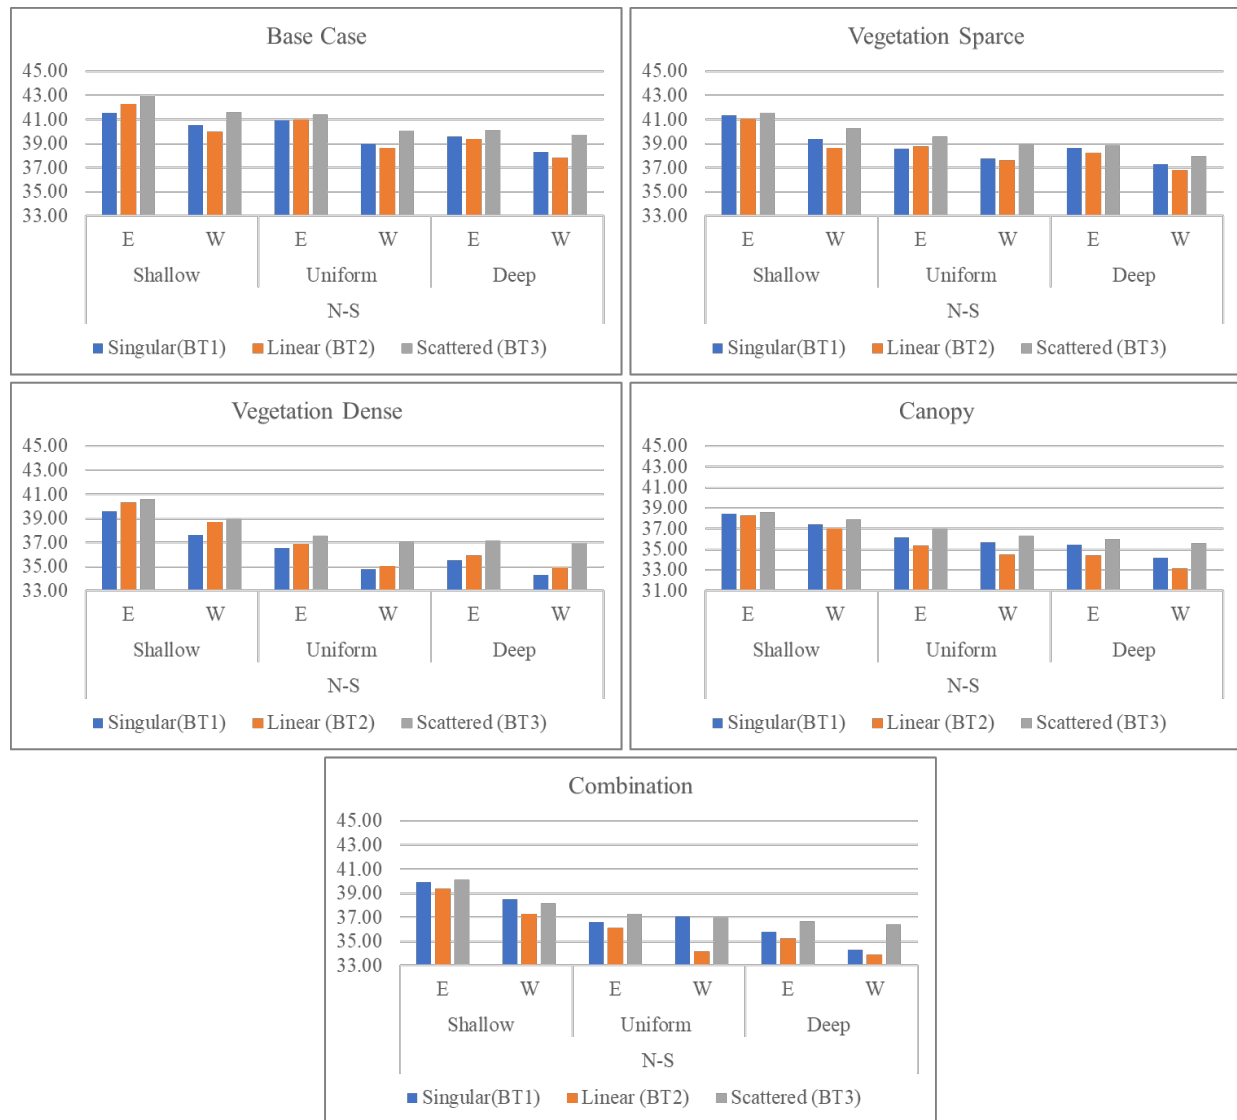 Base Case
45.00
43.00
41.00
39.00
37.00
35.00
33.00
E W E W E W
Shallow Uniform Deep
N-S
Singular(BT1) Linear (BT2) Scattered (BT3)
Vegetation Sparce
45.00
43.00
41.00
39.00
37.00
35.00
33.00
E W E W E W
Shallow Uniform Deep
N-S
Singular(BT1) Linear (BT2) Scattered (BT3)
Vegetation Dense
45.00
43.00
41.00
39.00
37.00
35.00
33.00
E W E W E W
Shallow Uniform Deep
N-S
Singular(BT1) Linear (BT2) Scattered (BT3)
Canopy
45.00
43.00
41.00
39.00
37.00
35.00
33.00
31.00
E W E W E W
Shallow Uniform Deep
N-S
Singular(BT1) Linear (BT2) Scattered (BT3)
Combination
45.00
43.00
41.00
39.00
37.00
35.00
33.00
E W E W E W
Shallow Uniform Deep
N-S
Singular(BT1) Linear (BT2) Scattered (BT3)